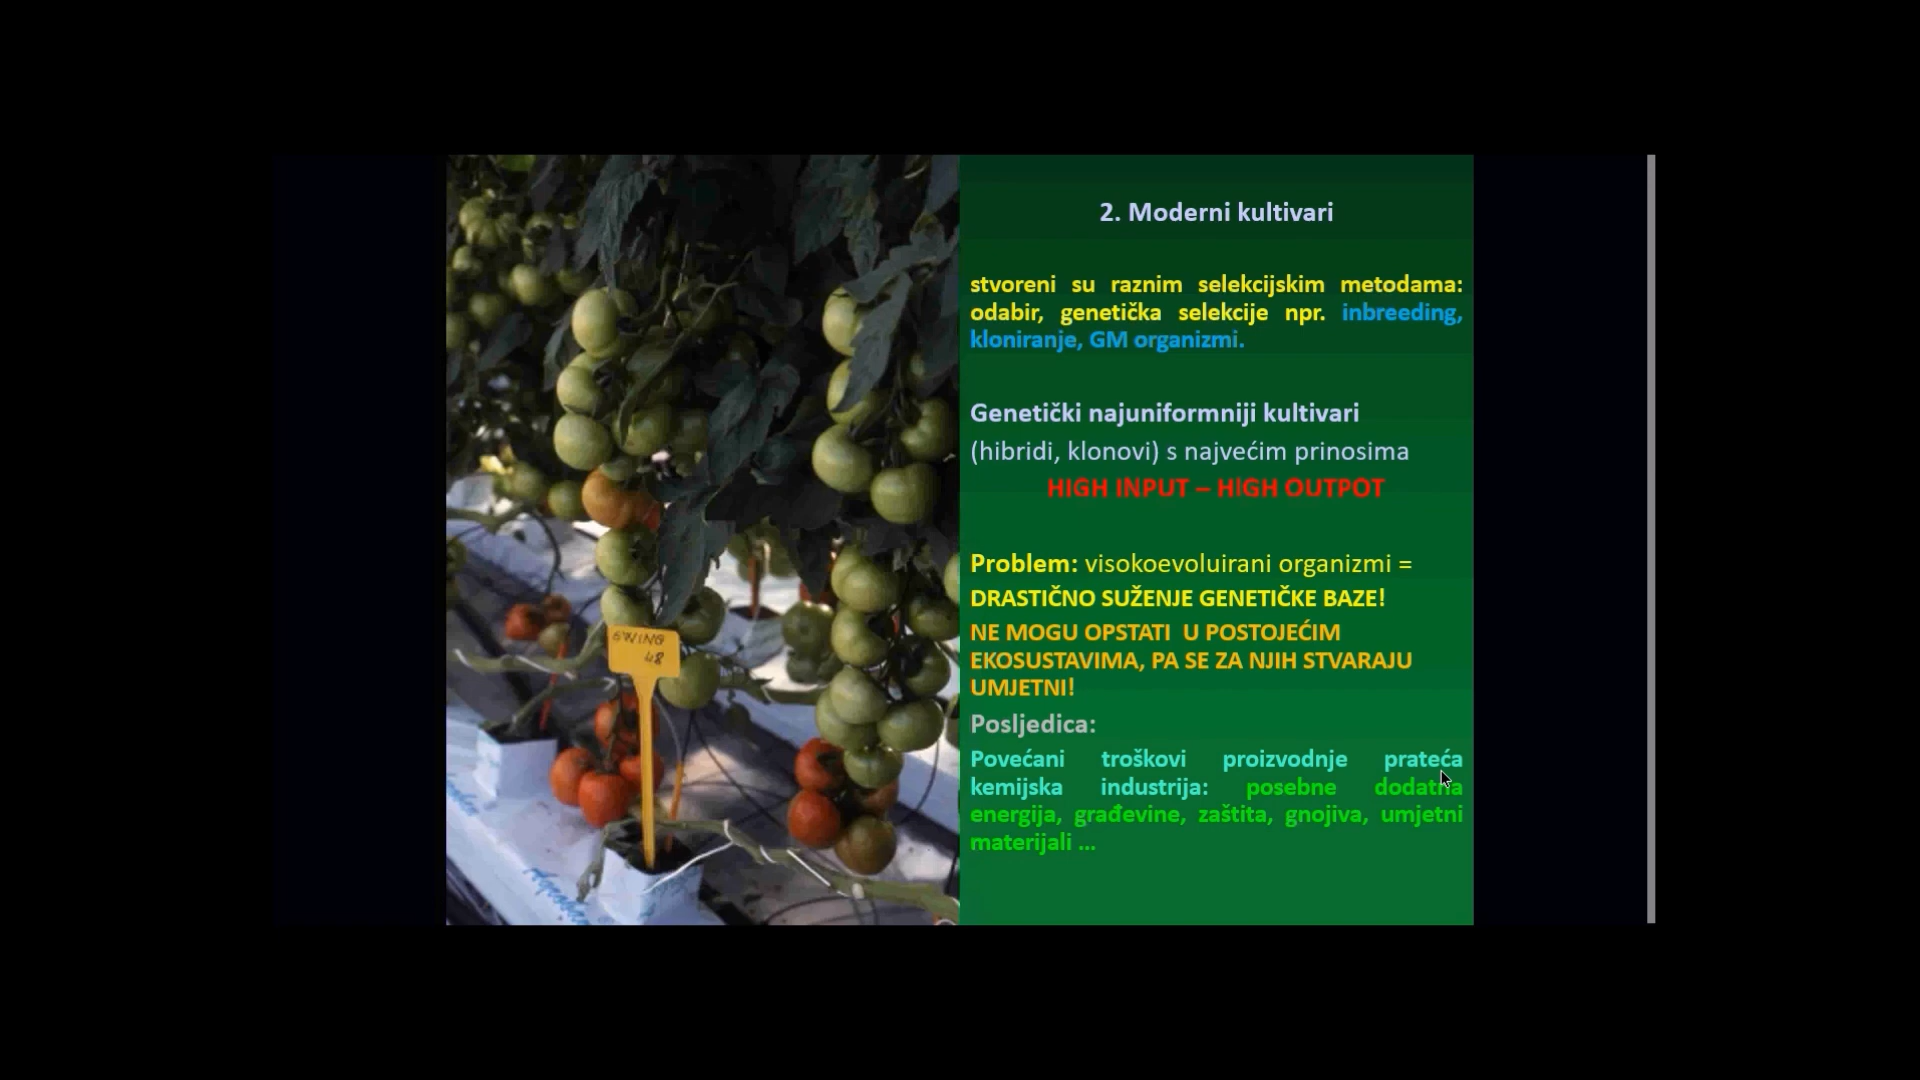 2. Moderni kultivari
stvoreni su raznim selekcijskim metodama:
odabir, genetička selekcije npr. inbreeding,
kloniranje, GM organizmi.
Genetički najuniformniji kultivari
(hibridi, klonovi) s najvećim prinosima
HIGH INPUT – HIGH OUTPOT
Problem: visokoevoluirani organizmi =
DRASTIČNO SUŽENJE GENETIČKE BAZE!
NE MOGU OPSTATI U POSTOJEĆIM
EKOSUSTAVIMA, PA SE ZA NJIH STVARAJU
UMJETNI!
Posljedica:
Povećani troškovi proizvodnje prateća
kemijska industrija: posebne dodatna
energija, građevine, zaštita, gnojiva, umjetni
materijali ...
48